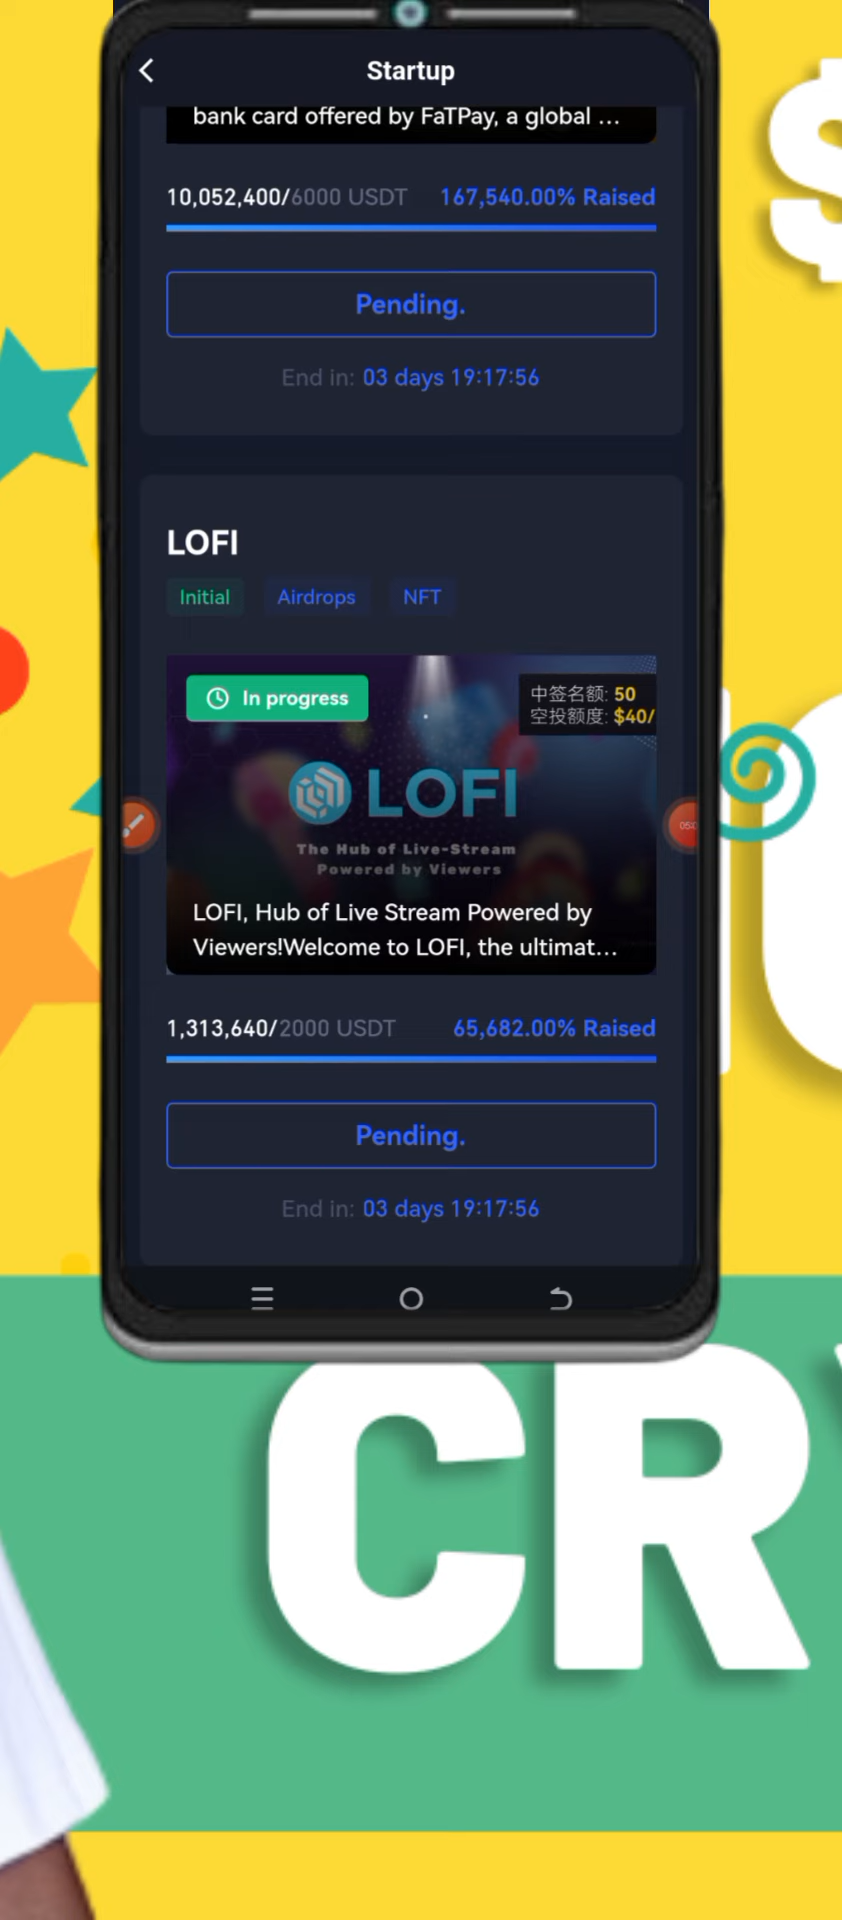 Startup
bank card offered by FaTPay, a global ...
10,052,400/6000 USDT 167,540.00% Raised
Pending.
End in: 03 days 19:17:56
LOFI
Initial Airdrops NFT
In progress
中签名额: 50
空投额度: $40/
LOFI
The Hub of Live-Stream
Powered by Viewers
LOFI, Hub of Live Stream Powered by
Viewers!Welcome to LOFI, the ultimat...
1,313,640/2000 USDT 65,682.00% Raised
Pending.
End in: 03 days 19:17:56
$
CR